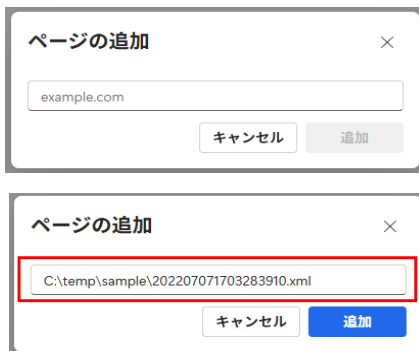 ページの追加
example.com
キャンセル
追加
ページの追加
C:\temp\sample\202207071703283910.xml
キャンセル
追加